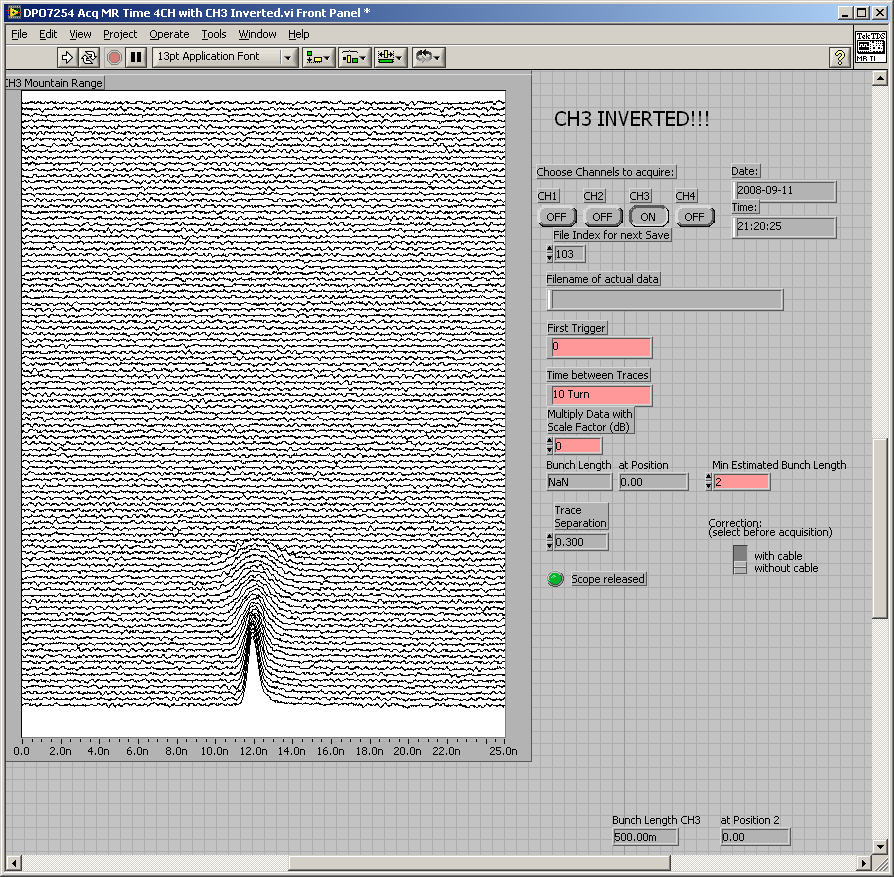 DPO7254 Acq MR Time 4CH with CH3 Inverted.vi Front Panel *
File Edit View Project Operate Tools Window Help
13pt Application Font
?
Tek TDS
MR TI
CH3 Mountain Range
CH3 INVERTED!!!
Choose Channels to acquire:
Date:
CH1 CH2 CH3 CH4
2008-09-11
OFF OFF ON OFF
Time:
21:20:25
File Index for next Save
103
Filename of actual data
First Trigger
0
Time between Traces
10 Turn
Multiply Data with
Scale Factor (dB)
0
Bunch Length at Position Min Estimated Bunch Length
NaN 0.00 2
Trace
Separation
0.300
Correction:
(select before acquisition)
with cable
without cable
Scope released
0.0 2.0n 4.0n 6.0n 8.0n 10.0n 12.0n 14.0n 16.0n 18.0n 20.0n 22.0n 25.0n
Bunch Length CH3 at Position 2
500.00m 0.00